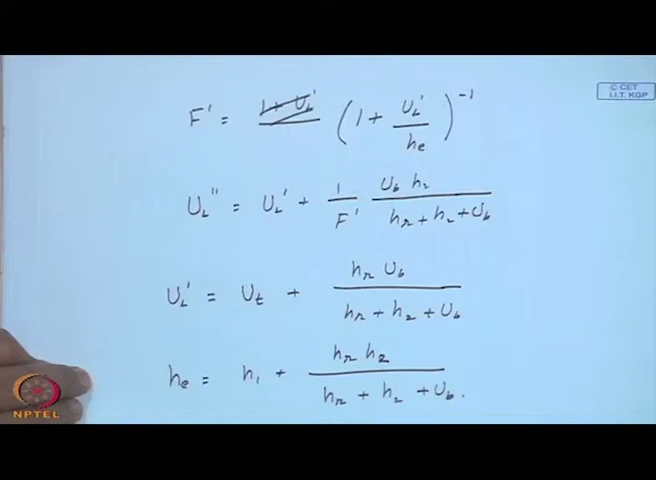 © CET
I.I.T. KGP
F' = (1 + U_L'/h_e)^-1
U_L'' = U_L' + 1/F' U_b h_2/(h_r + h_2 + U_b)
U_L' = U_t + h_r U_b/(h_r + h_2 + U_b)
h_e = h_1 + h_r h_2/(h_r + h_2 + U_b).
NPTEL